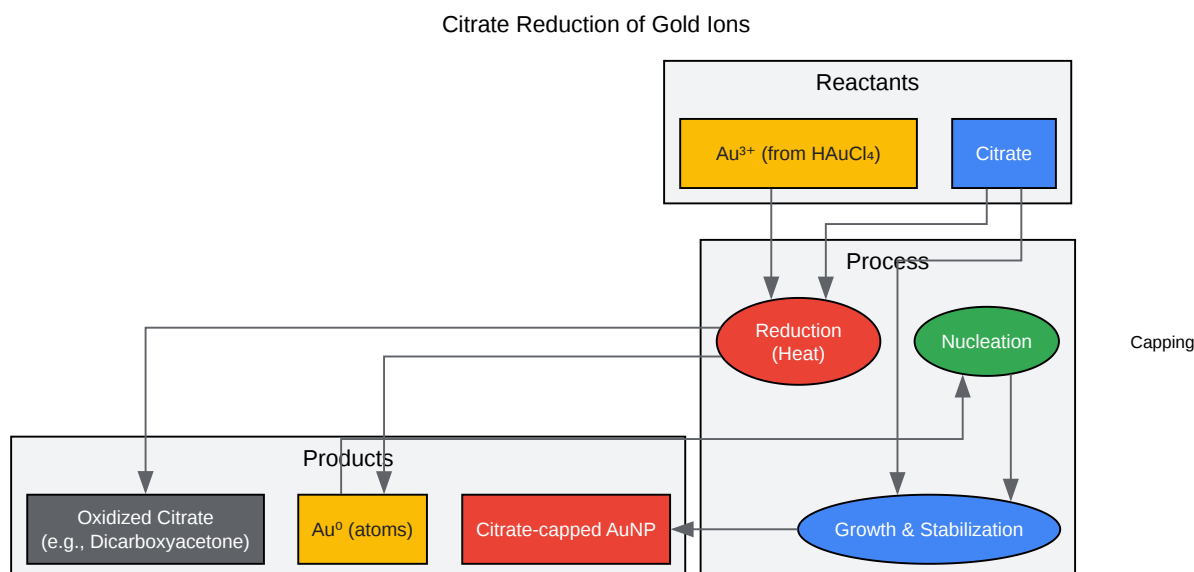 Citrate Reduction of Gold Ions
Reactants
Au³⁺ (from HAuCl₄)
Citrate
Process
Reduction
(Heat)
Nucleation
Capping
Products
Oxidized Citrate
(e.g., Dicarboxyacetone)
Au⁰ (atoms)
Citrate-capped AuNP
Growth & Stabilization